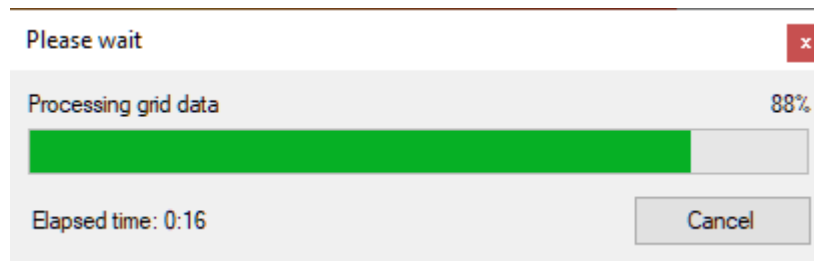 Please wait
x
Processing grid data
88%
Elapsed time: 0:16
Cancel